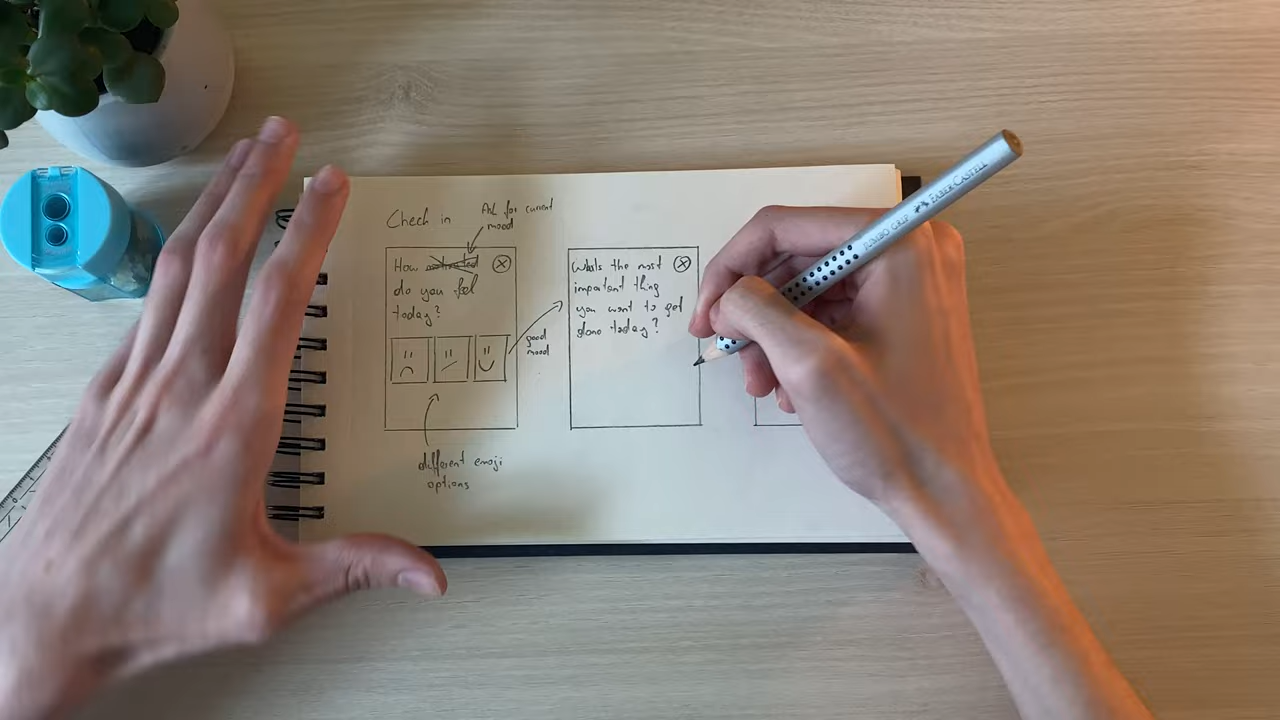 Check in
Ask for current
mood
How
do you feel
today?
good
mood
different emoji
options
Whats the most
important thing
you want to get
done today?
JUMBO GRIP FABER-CASTELL